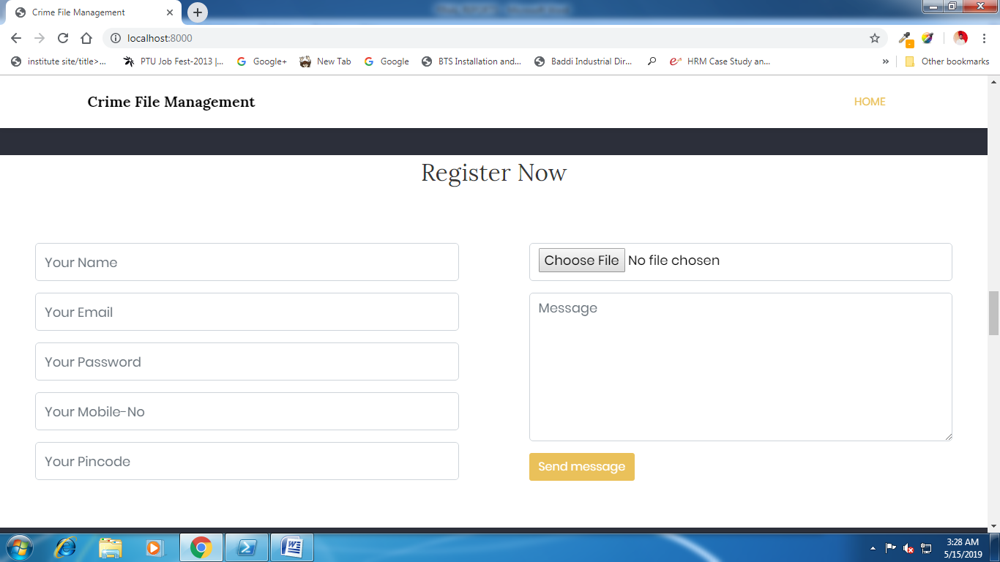 Crime File Management
localhost:8000
institute site/title>... PTU Job Fest-2013 |... Google+ New Tab Google BTS Installation and... Baddi Industrial Dir... HRM Case Study an... » Other bookmarks
Crime File Management HOME
Register Now
Your Name
Choose File No file chosen
Your Email
Message
Your Password
Your Mobile-No
Your Pincode
Send message
3:28 AM
5/15/2019